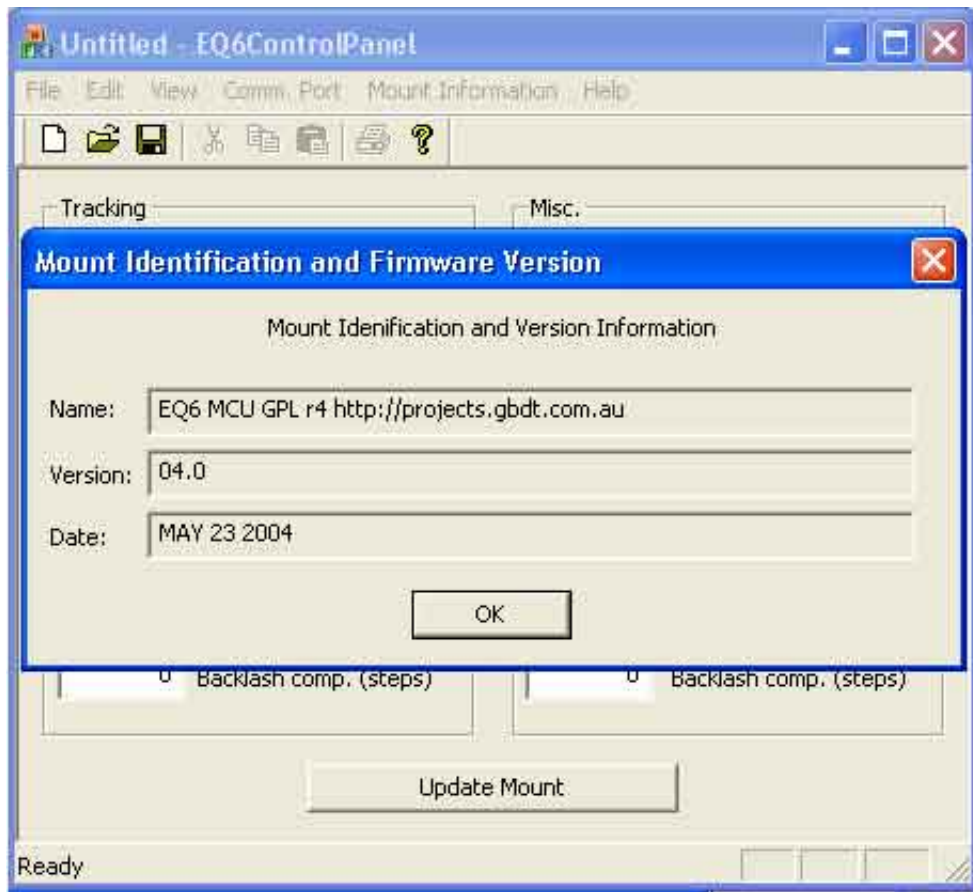 Untitled - EQ6ControlPanel
File Edit View Comm. Port Mount Information Help
Tracking Misc.
Mount Identification and Firmware Version
Mount Idenification and Version Information
Name: EQ6 MCU GPL r4 http://projects.gbdt.com.au
Version: 04.0
Date: MAY 23 2004
OK
0 Backlash comp. (steps) 0 Backlash comp. (steps)
Update Mount
Ready